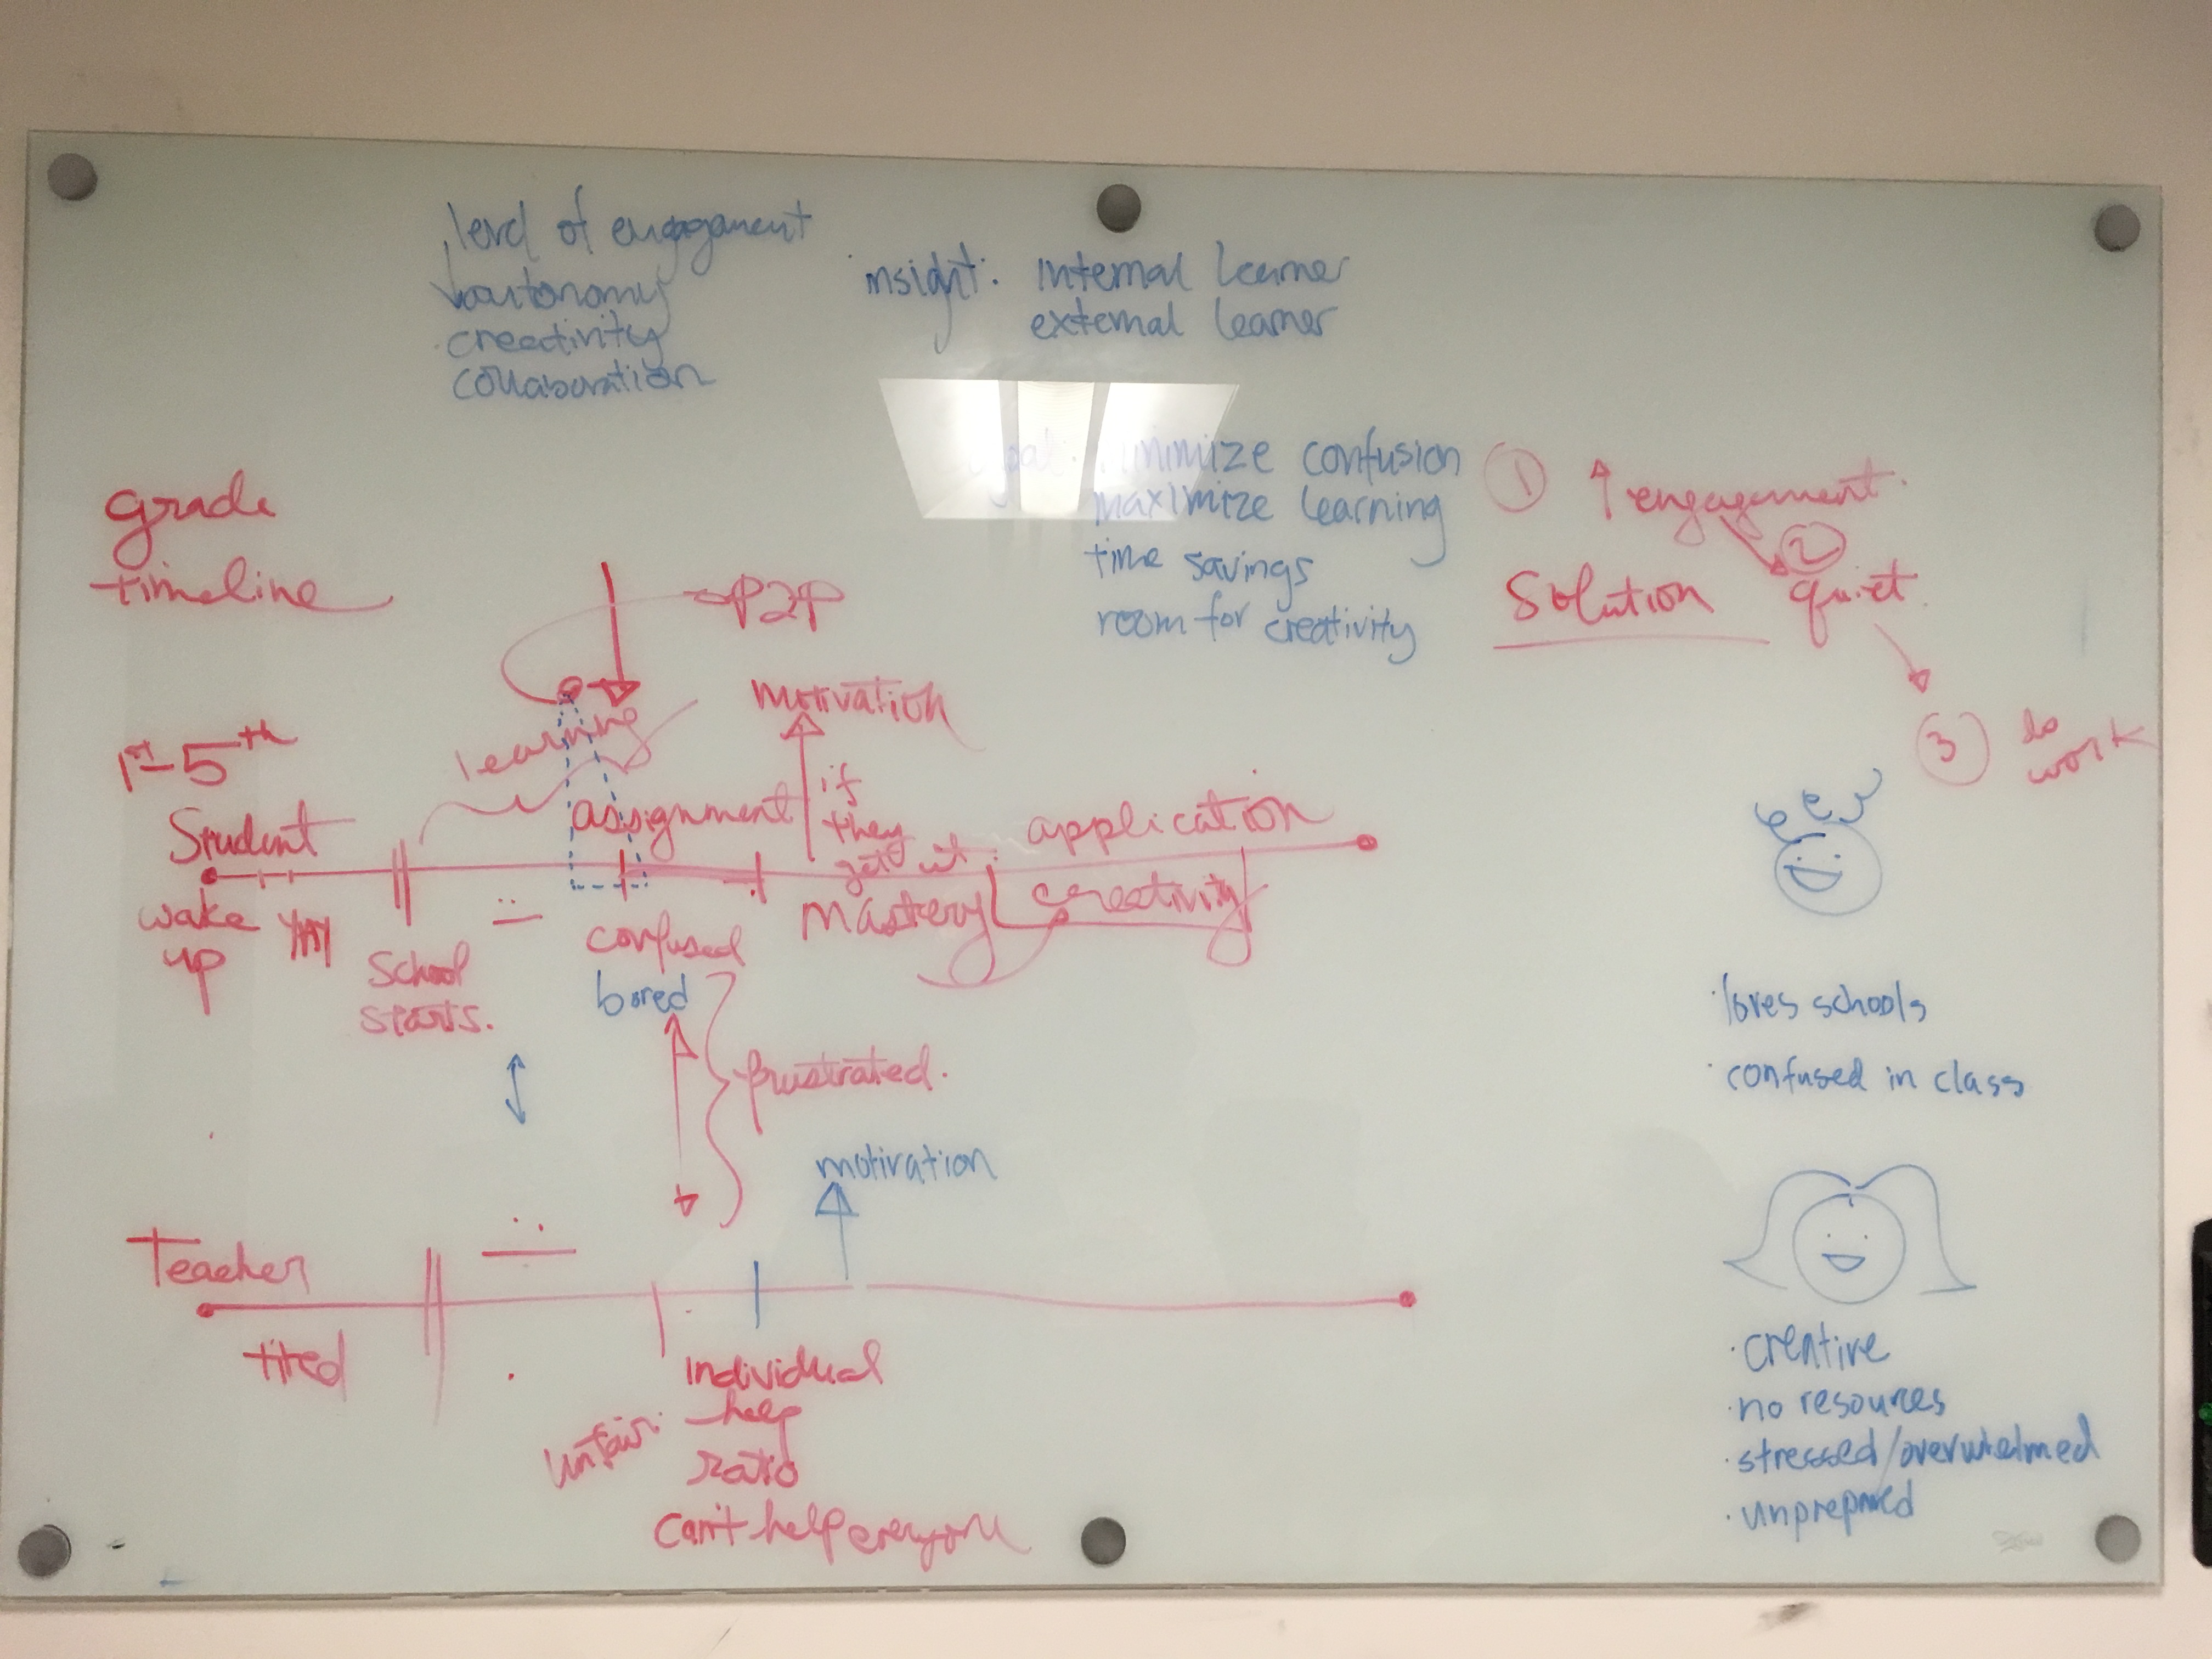 level of engagement
autonomy
creativity
collaboration
insight: internal learner
external learner
goal: minimize confusion
maximize learning
time savings
room for creativity
① ↑ engagement.
②
Solution quiet.
③ do
work
grade
timeline
P2P
learning
motivation
1st-5th
Student
assignment
if
they
get it.
application
wake
up
School
starts.
confused
bored
Mastery
creativity
frustrated.
loves schools
confused in class
motivation
Teacher
tired
Individual
help
unfair:
ratio
can't help everyone
· creative
· no resources
· stressed/overwhelmed
· unprepared